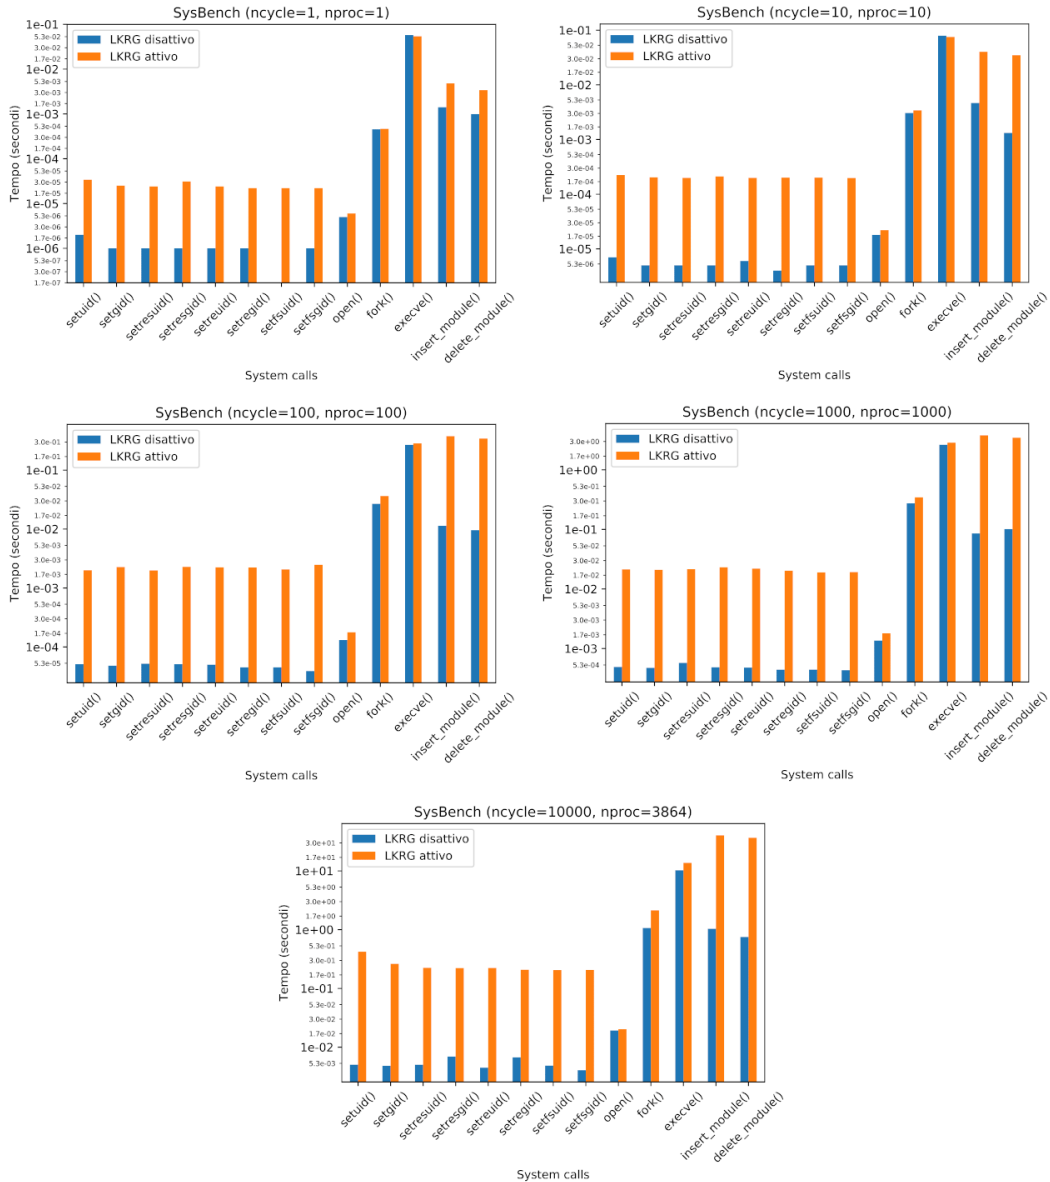 SysBench (ncycle=1, nproc=1)
LKRG disattivo
LKRG attivo
Tempo (secondi)
1e-01
5.3e-02
3.0e-02
1.7e-02
1e-02
5.3e-03
3.0e-03
1.7e-03
1e-03
5.3e-04
3.0e-04
1.7e-04
1e-04
5.3e-05
3.0e-05
1.7e-05
1e-05
5.3e-06
3.0e-06
1.7e-06
1e-06
5.3e-07
3.0e-07
1.7e-07
setuid()
setgid()
setresuid()
setresgid()
setreuid()
setregid()
setfsuid()
setfsgid()
open()
fork()
execve()
insert_module()
delete_module()
System calls
SysBench (ncycle=10, nproc=10)
LKRG disattivo
LKRG attivo
Tempo (secondi)
1e-01
5.3e-02
3.0e-02
1.7e-02
1e-02
5.3e-03
3.0e-03
1.7e-03
1e-03
5.3e-04
3.0e-04
1.7e-04
1e-04
5.3e-05
3.0e-05
1.7e-05
1e-05
5.3e-06
setuid()
setgid()
setresuid()
setresgid()
setreuid()
setregid()
setfsuid()
setfsgid()
open()
fork()
execve()
insert_module()
delete_module()
System calls
SysBench (ncycle=100, nproc=100)
LKRG disattivo
LKRG attivo
Tempo (secondi)
3.0e-01
1.7e-01
1e-01
5.3e-02
3.0e-02
1.7e-02
1e-02
5.3e-03
3.0e-03
1.7e-03
1e-03
5.3e-04
3.0e-04
1.7e-04
1e-04
5.3e-05
setuid()
setgid()
setresuid()
setresgid()
setreuid()
setregid()
setfsuid()
setfsgid()
open()
fork()
execve()
insert_module()
delete_module()
System calls
SysBench (ncycle=1000, nproc=1000)
LKRG disattivo
LKRG attivo
Tempo (secondi)
3.0e+00
1.7e+00
1e+00
5.3e-01
3.0e-01
1.7e-01
1e-01
5.3e-02
3.0e-02
1.7e-02
1e-02
5.3e-03
3.0e-03
1.7e-03
1e-03
5.3e-04
setuid()
setgid()
setresuid()
setresgid()
setreuid()
setregid()
setfsuid()
setfsgid()
open()
fork()
execve()
insert_module()
delete_module()
System calls
SysBench (ncycle=10000, nproc=3864)
LKRG disattivo
LKRG attivo
Tempo (secondi)
3.0e+01
1.7e+01
1e+01
5.3e+00
3.0e+00
1.7e+00
1e+00
5.3e-01
3.0e-01
1.7e-01
1e-01
5.3e-02
3.0e-02
1.7e-02
1e-02
5.3e-03
setuid()
setgid()
setresuid()
setresgid()
setreuid()
setregid()
setfsuid()
setfsgid()
open()
fork()
execve()
insert_module()
delete_module()
System calls